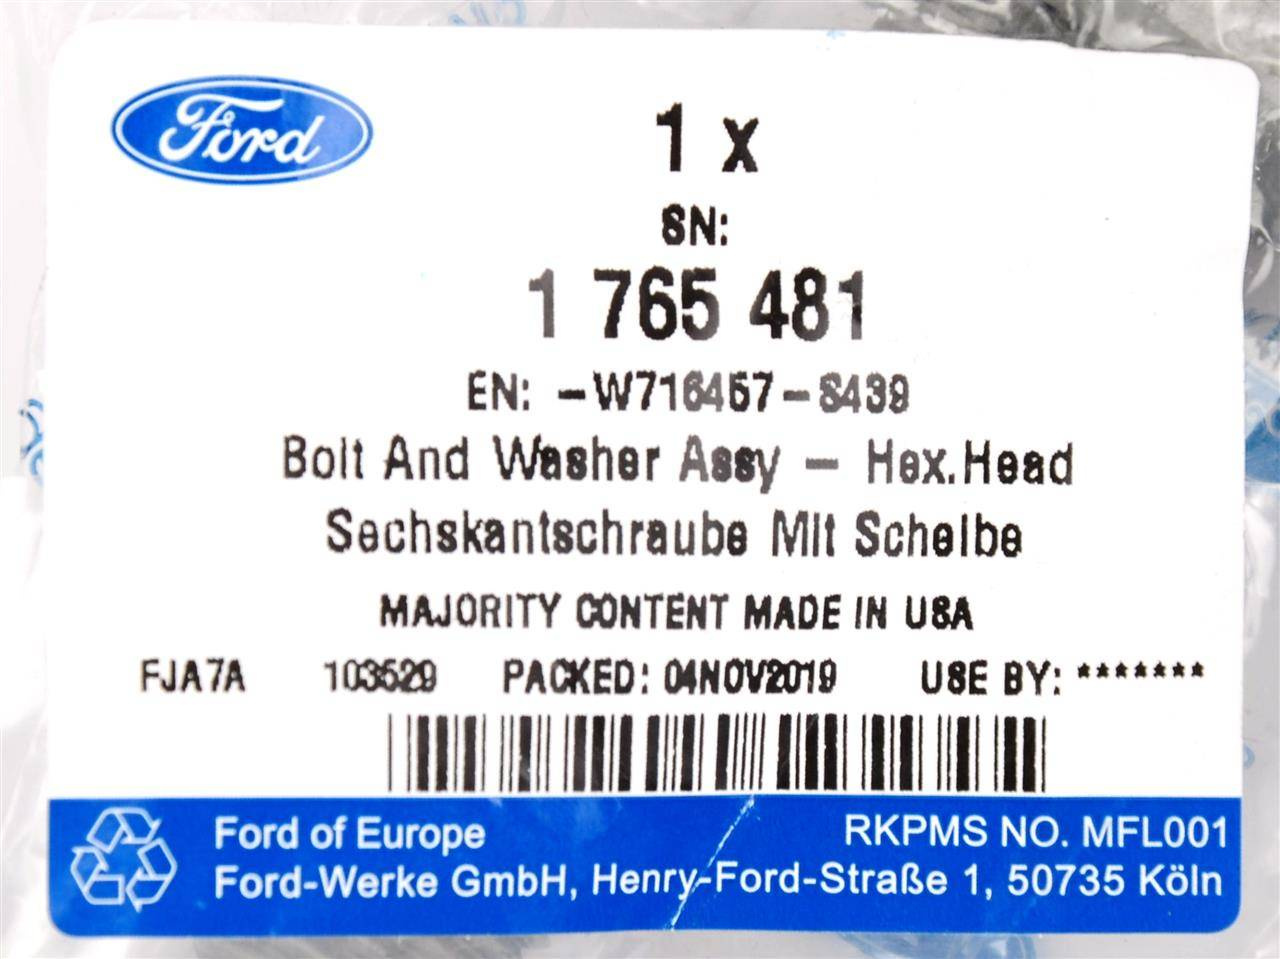 Ford
1 x
SN:
1 765 481
EN: -W716457-S439
Bolt And Washer Assy - Hex.Head
Sechskantschraube Mit Scheibe
MAJORITY CONTENT MADE IN USA
FJA7A 103529 PACKED: 04NOV2019 USE BY: *******
Ford of Europe RKPMS NO. MFL001
Ford-Werke GmbH, Henry-Ford-Straße 1, 50735 Köln